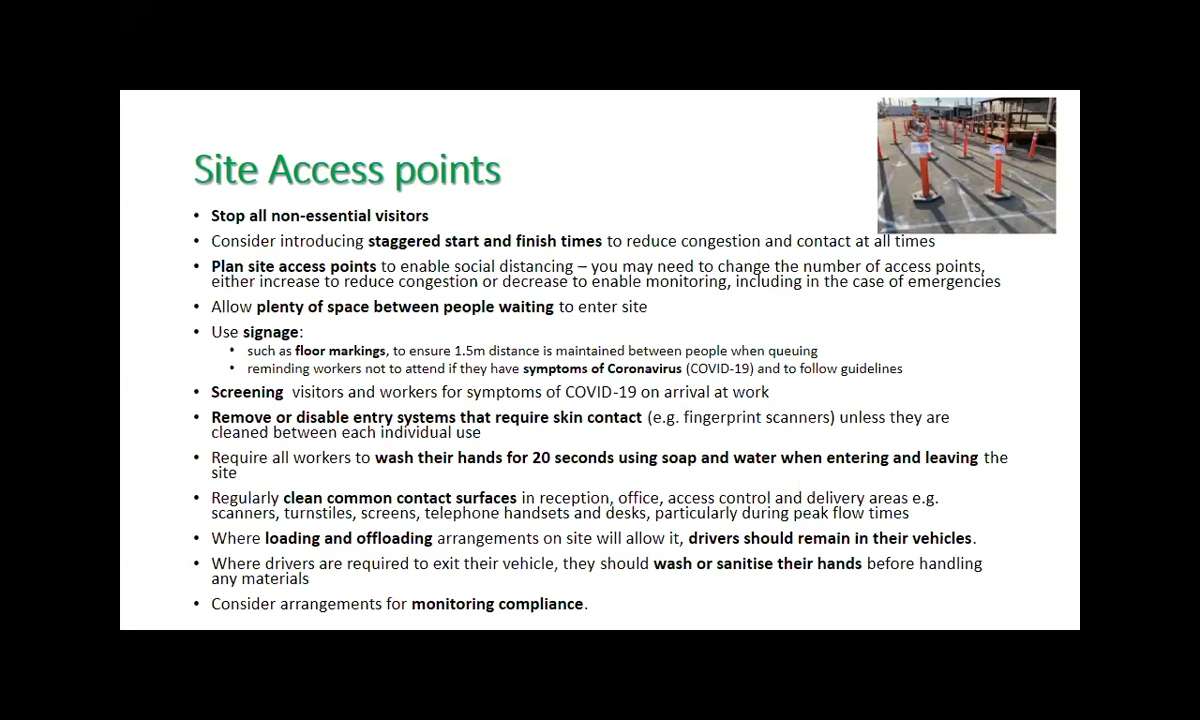 Site Access points
• Stop all non-essential visitors
• Consider introducing staggered start and finish times to reduce congestion and contact at all times
• Plan site access points to enable social distancing – you may need to change the number of access points,
either increase to reduce congestion or decrease to enable monitoring, including in the case of emergencies
• Allow plenty of space between people waiting to enter site
• Use signage:
• such as floor markings, to ensure 1.5m distance is maintained between people when queuing
• reminding workers not to attend if they have symptoms of Coronavirus (COVID-19) and to follow guidelines
• Screening visitors and workers for symptoms of COVID-19 on arrival at work
• Remove or disable entry systems that require skin contact (e.g. fingerprint scanners) unless they are
cleaned between each individual use
• Require all workers to wash their hands for 20 seconds using soap and water when entering and leaving the
site
• Regularly clean common contact surfaces in reception, office, access control and delivery areas e.g.
scanners, turnstiles, screens, telephone handsets and desks, particularly during peak flow times
• Where loading and offloading arrangements on site will allow it, drivers should remain in their vehicles.
• Where drivers are required to exit their vehicle, they should wash or sanitise their hands before handling
any materials
• Consider arrangements for monitoring compliance.